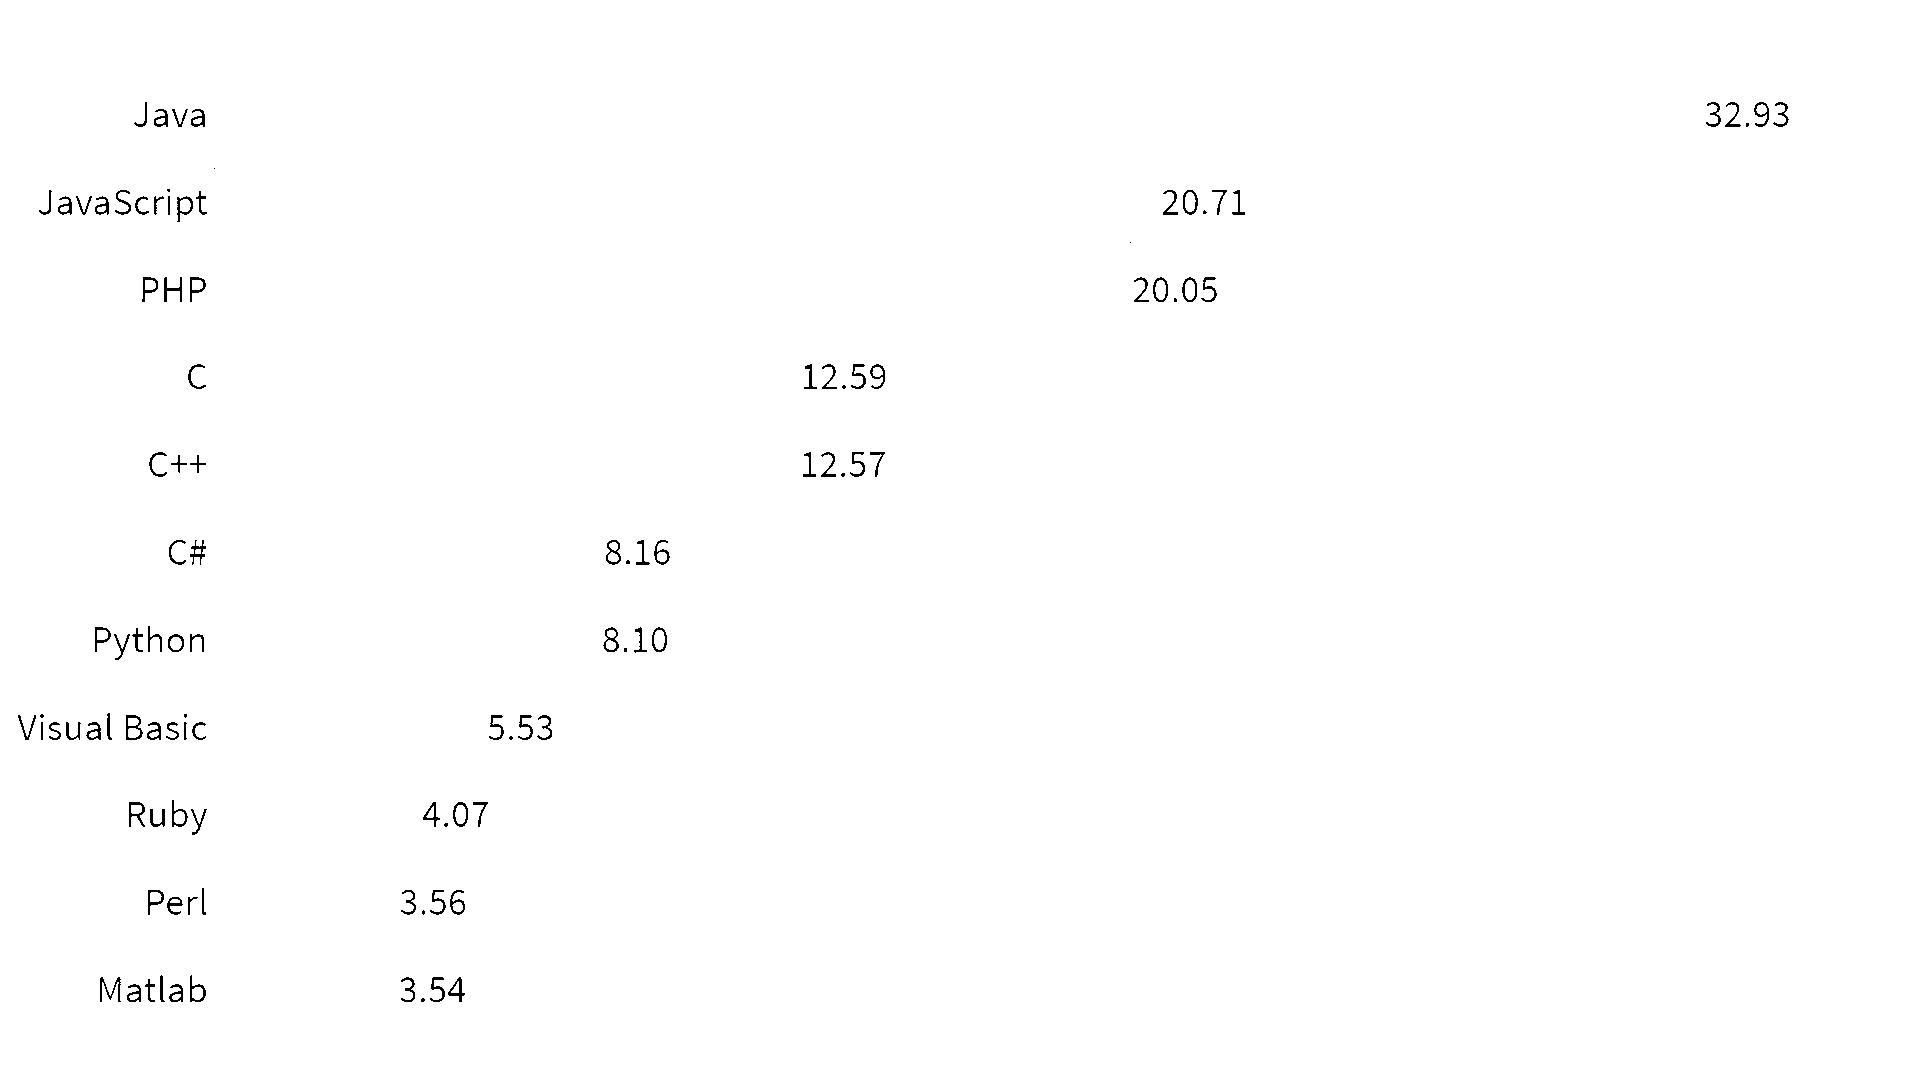 Java 32.93
JavaScript 20.71
PHP 20.05
C 12.59
C++ 12.57
C# 8.16
Python 8.10
Visual Basic 5.53
Ruby 4.07
Perl 3.56
Matlab 3.54